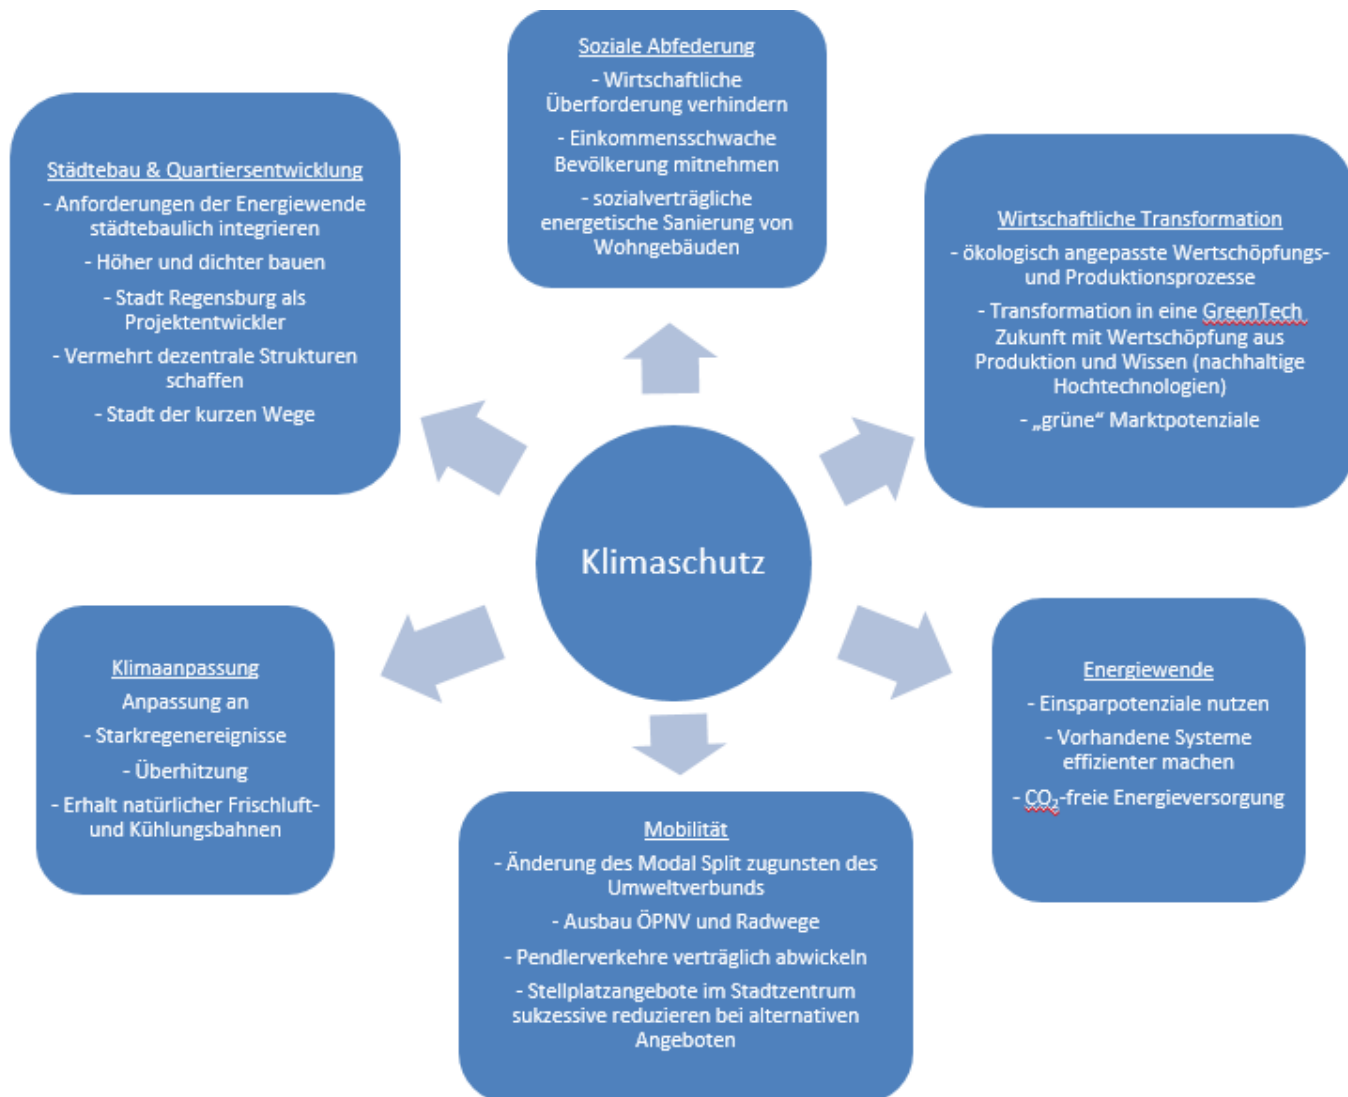 Soziale Abfederung
- Wirtschaftliche
Überforderung verhindern
- Einkommensschwache
Bevölkerung mitnehmen
- sozialverträgliche
energetische Sanierung von
Wohngebäuden
Städtebau & Quartiersentwicklung
- Anforderungen der Energiewende
städtebaulich integrieren
- Höher und dichter bauen
- Stadt Regensburg als
Projektentwickler
- Vermehrt dezentrale Strukturen
schaffen
- Stadt der kurzen Wege
Wirtschaftliche Transformation
- ökologisch angepasste Wertschöpfungs-
und Produktionsprozesse
- Transformation in eine GreenTech
Zukunft mit Wertschöpfung aus
Produktion und Wissen (nachhaltige
Hochtechnologien)
- „grüne“ Marktpotenziale
Klimaschutz
Klimaanpassung
Anpassung an
- Starkregenereignisse
- Überhitzung
- Erhalt natürlicher Frischluft-
und Kühlungsbahnen
Energiewende
- Einsparpotenziale nutzen
- Vorhandene Systeme
effizienter machen
- CO₂-freie Energieversorgung
Mobilität
- Änderung des Modal Split zugunsten des
Umweltverbunds
- Ausbau ÖPNV und Radwege
- Pendlerverkehre verträglich abwickeln
- Stellplatzangebote im Stadtzentrum
sukzessive reduzieren bei alternativen
Angeboten